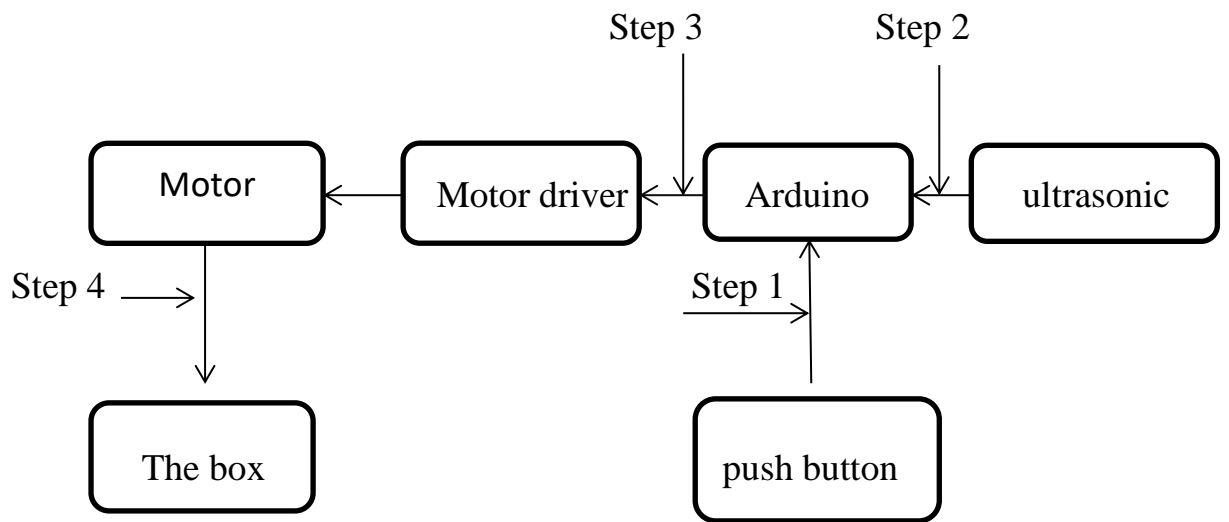 Step 3
Step 2
Motor
Motor driver
Arduino
ultrasonic
Step 4
Step 1
The box
push button